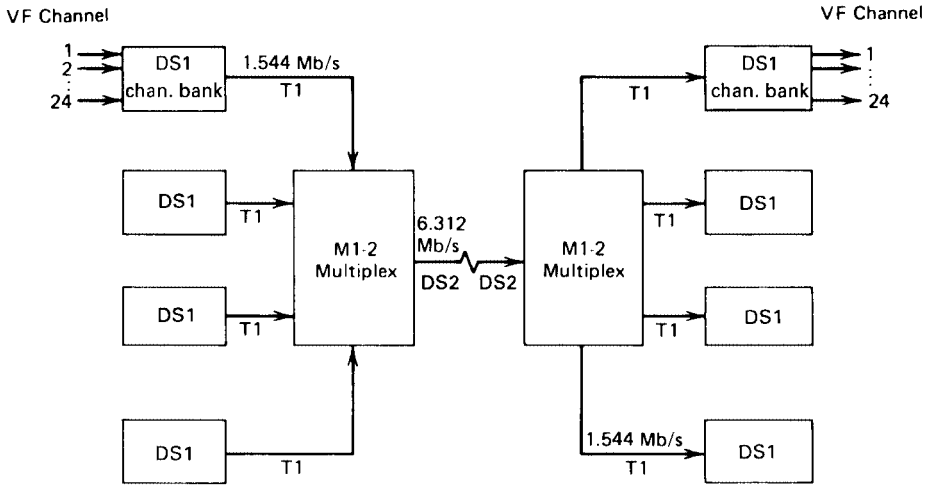 VF Channel
VF Channel
1
2
⋮
24
DS1
chan. bank
1.544 Mb/s
T1
T1
DS1
chan. bank
1
⋮
24
DS1
T1
M1-2
Multiplex
6.312
Mb/s
DS2
DS2
M1-2
Multiplex
T1
DS1
DS1
T1
T1
DS1
DS1
T1
1.544 Mb/s
T1
DS1